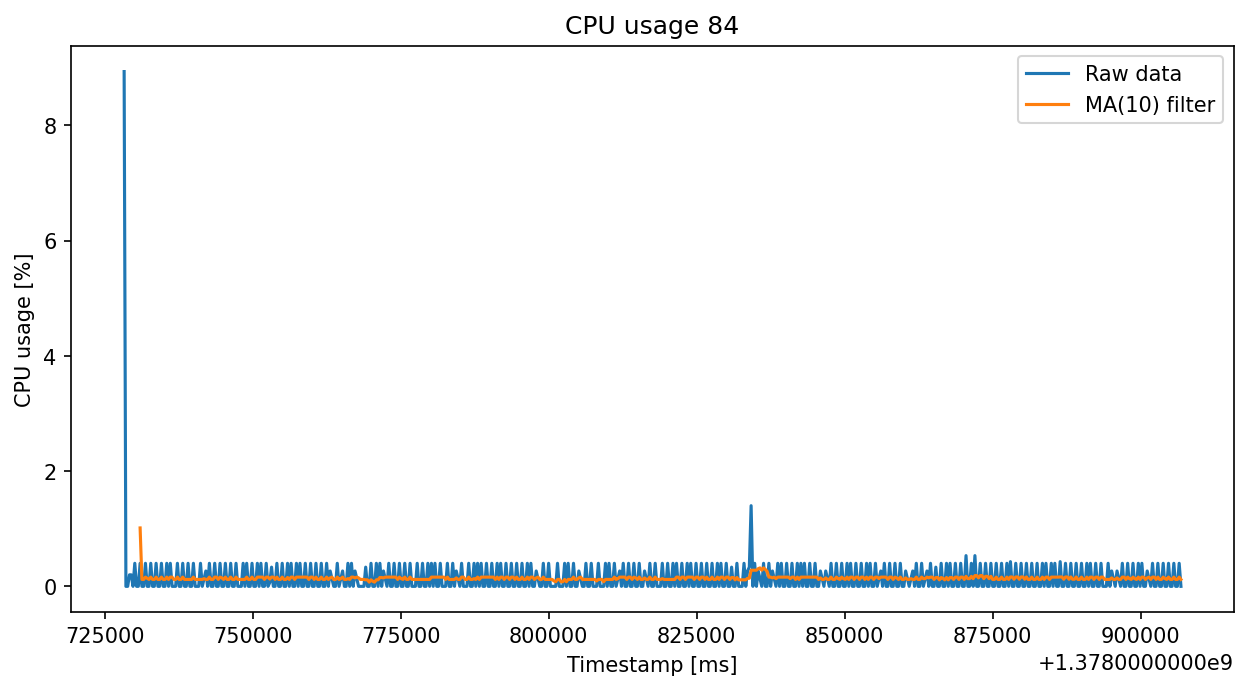 CPU usage 84
Raw data
MA(10) filter
CPU usage [%]
8
6
4
2
0
725000 750000 775000 800000 825000 850000 875000 900000
Timestamp [ms]
+1.3780000000e9